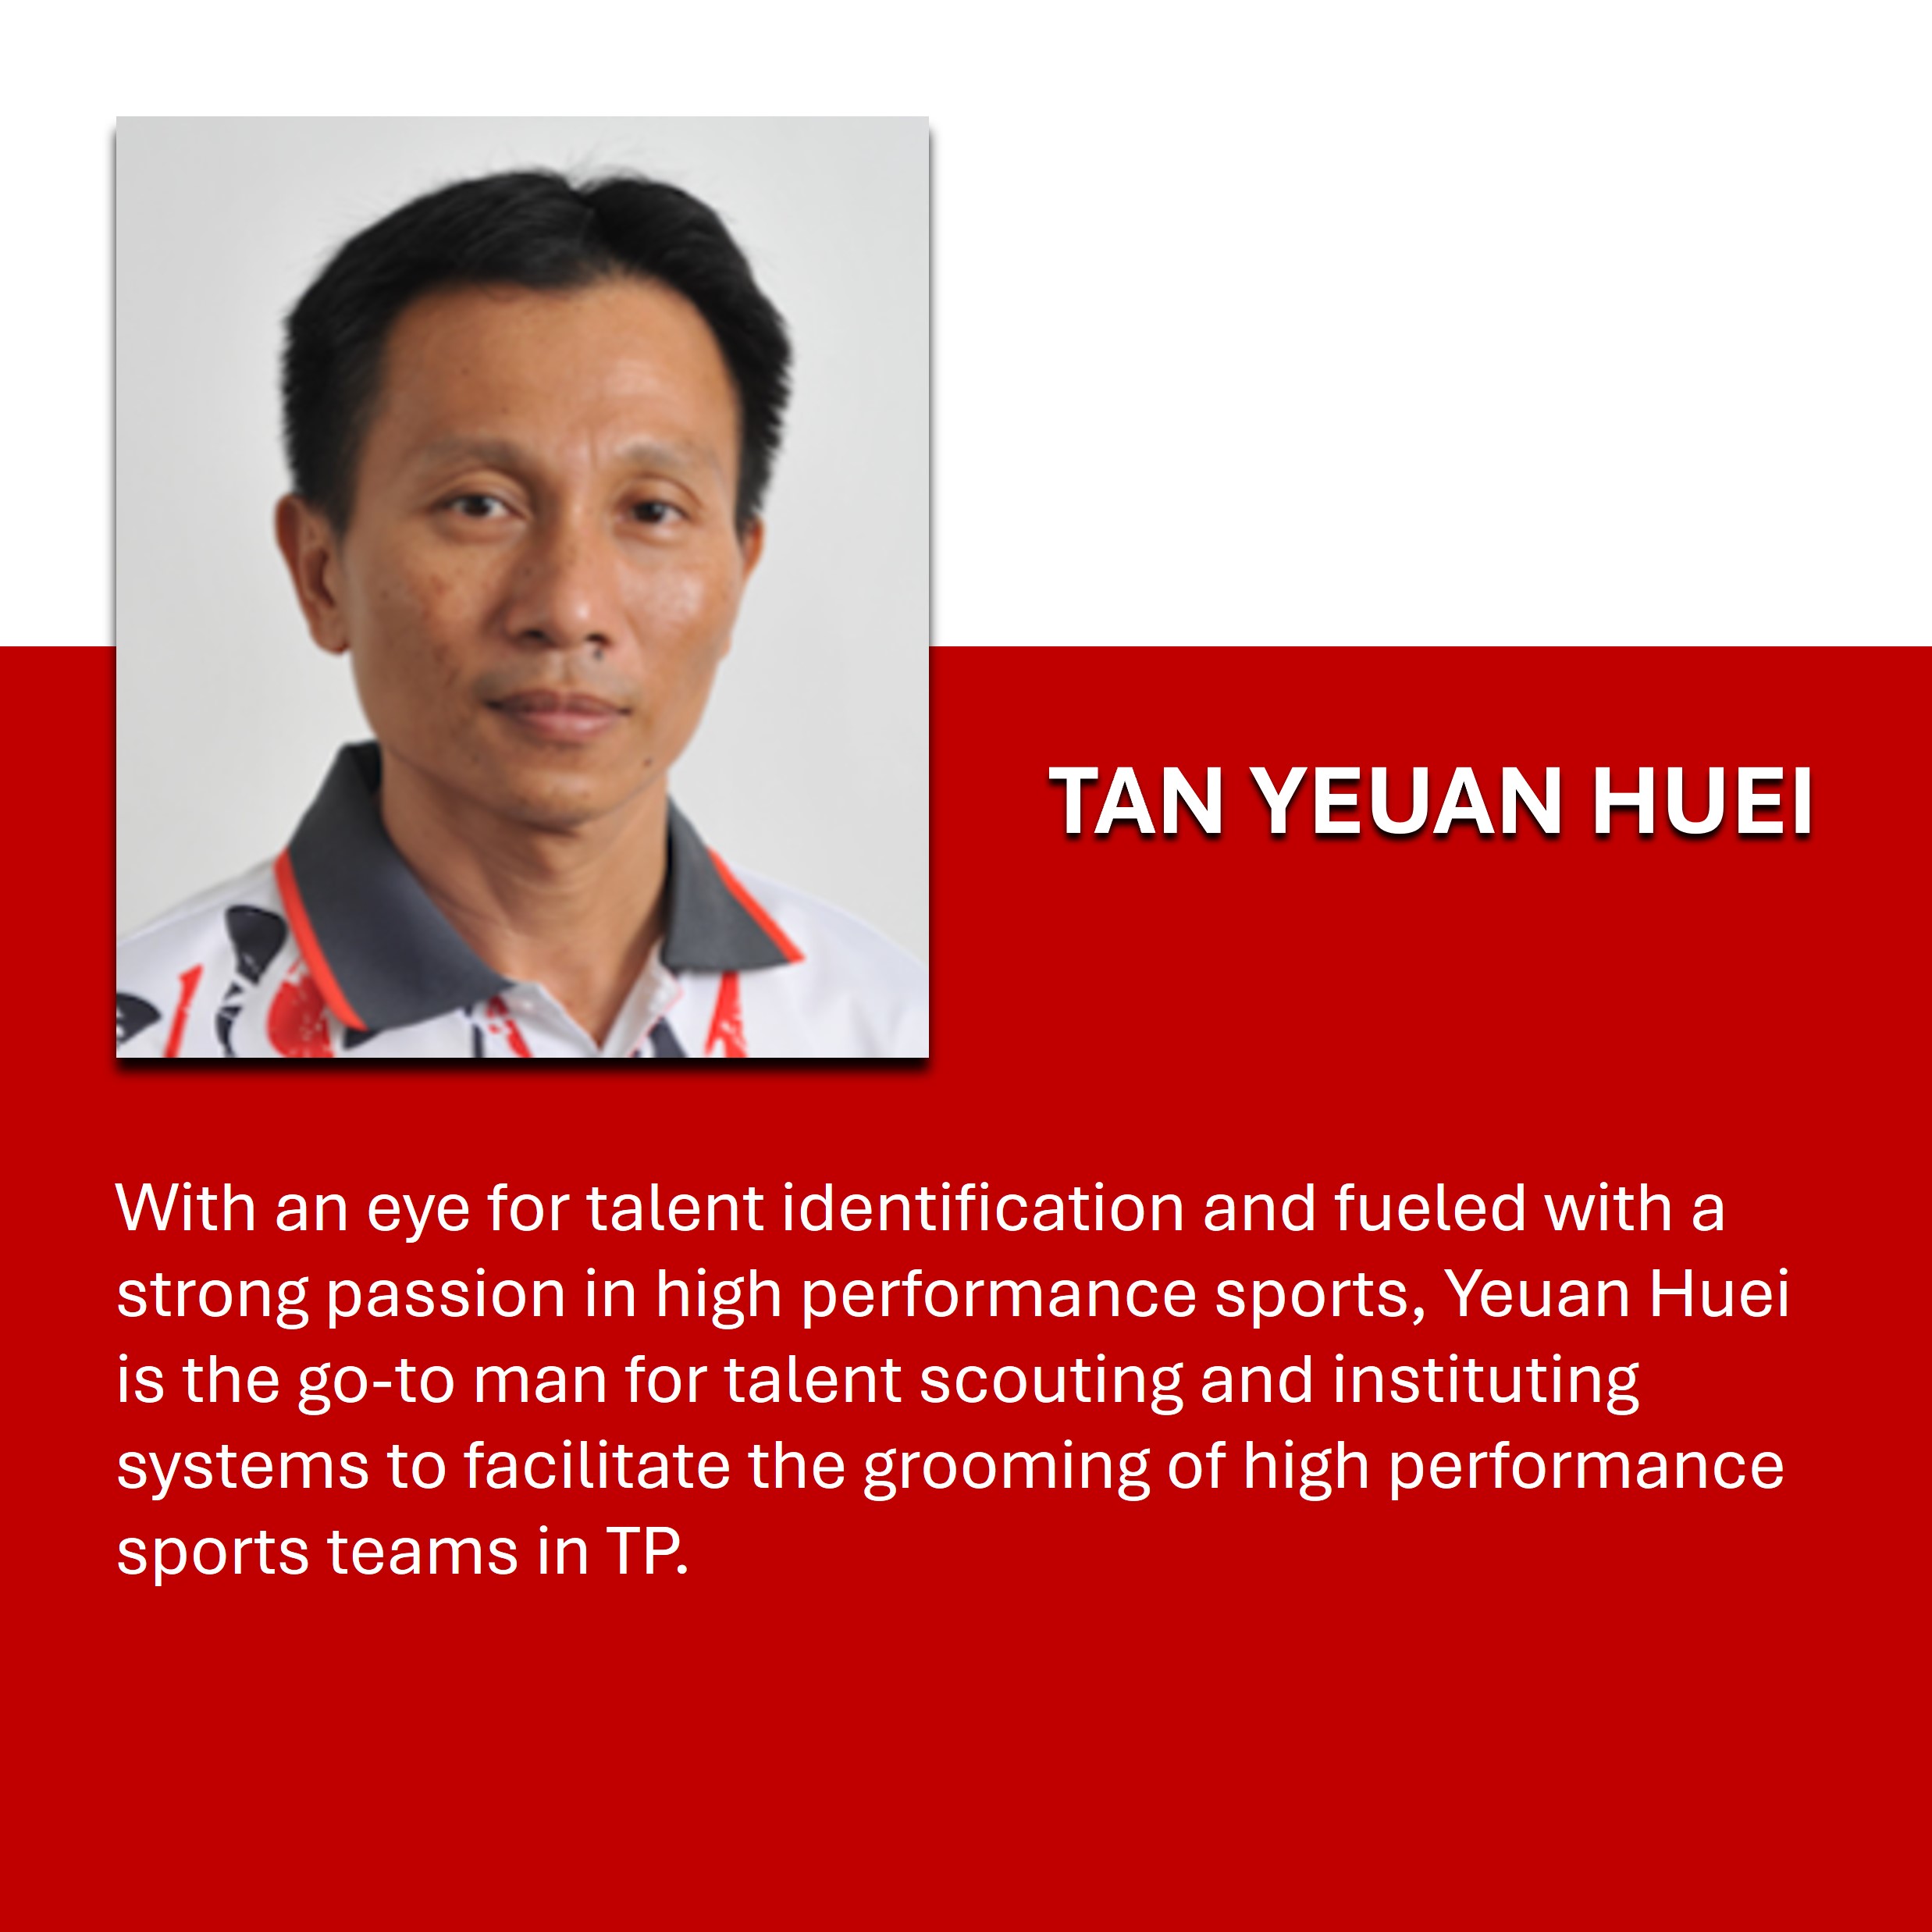 TAN YEUAN HUEI
With an eye for talent identification and fueled with a
strong passion in high performance sports, Yeuan Huei
is the go-to man for talent scouting and instituting
systems to facilitate the grooming of high performance
sports teams in TP.